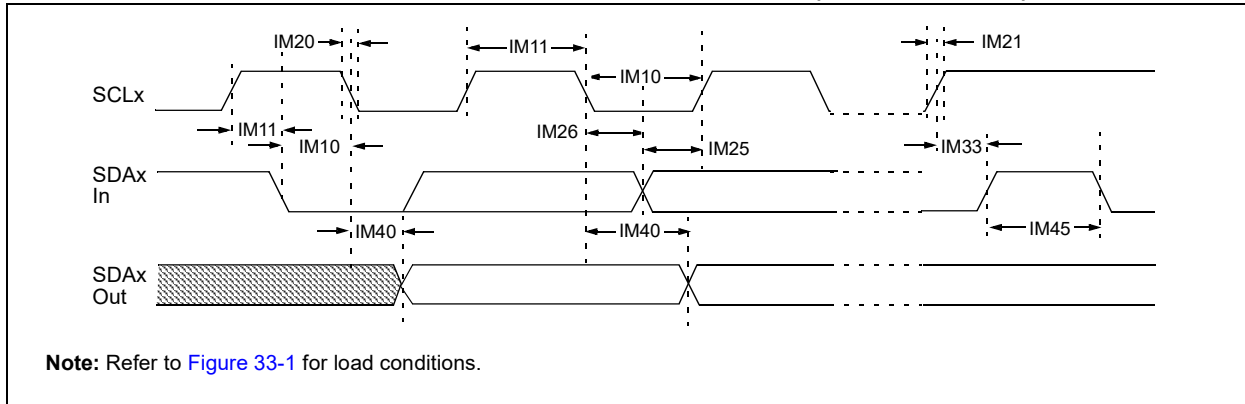 IM20
IM11
IM10
IM21
SCLx
IM11
IM10
IM26
IM25
IM33
SDAx
In
IM40
IM40
IM45
SDAx
Out
Note: Refer to Figure 33-1 for load conditions.